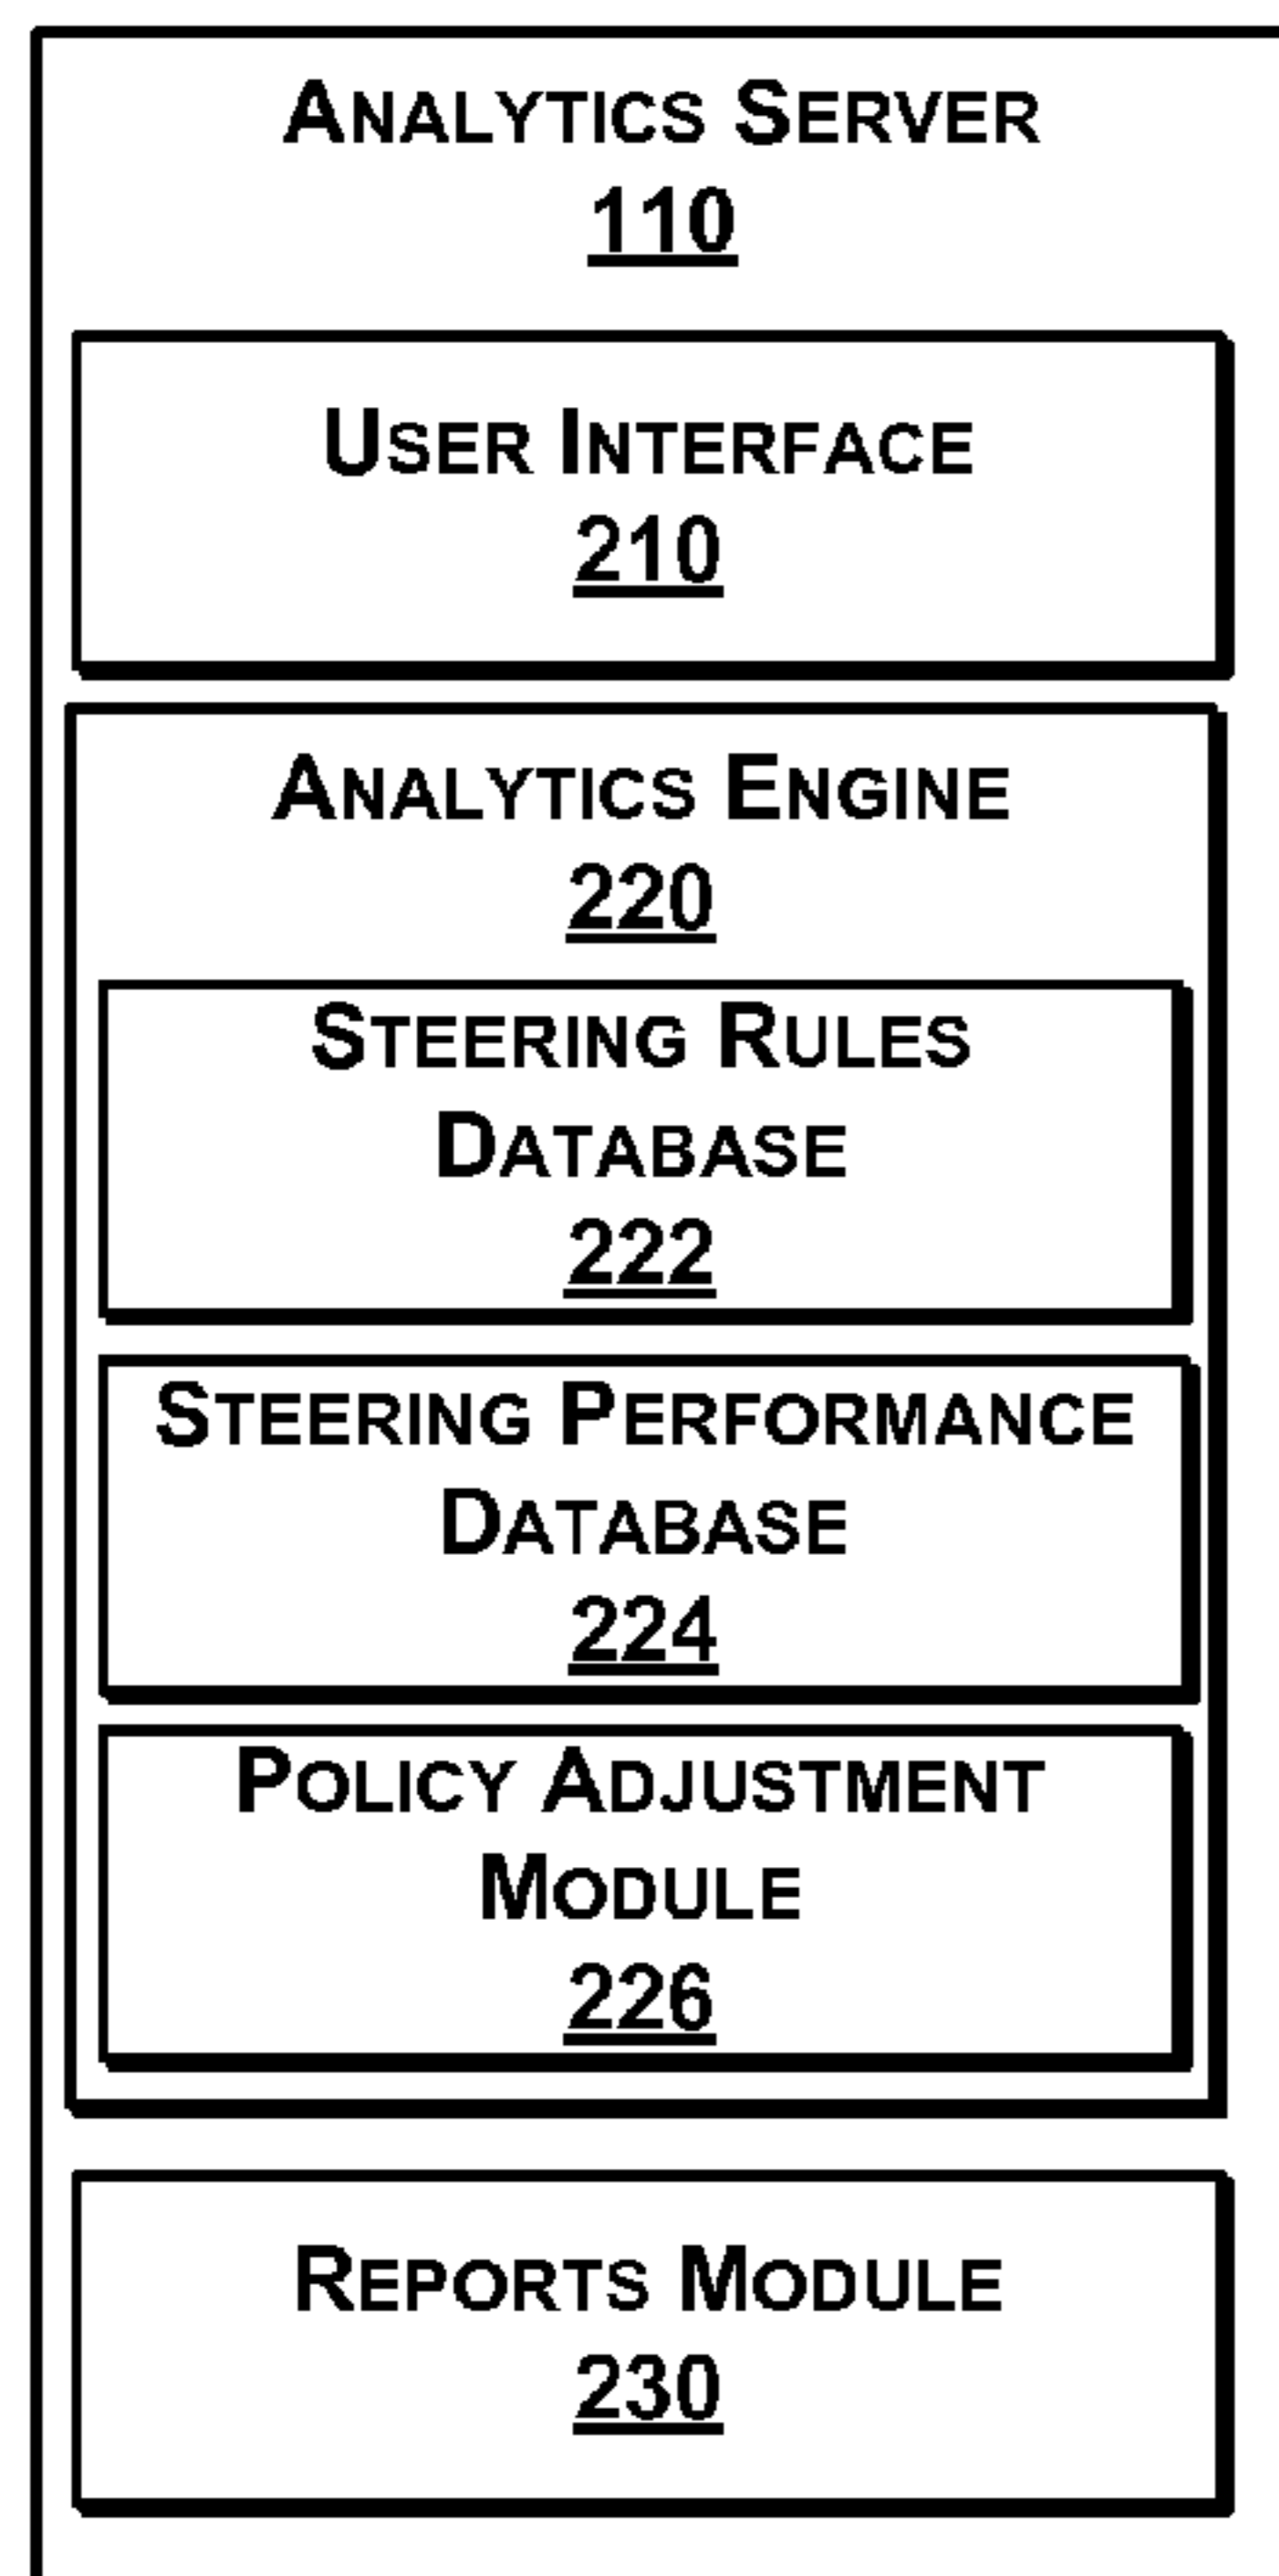 ANALYTICS SERVER
110
USER INTERFACE
210
ANALYTICS ENGINE
220
STEERING RULES
DATABASE
222
STEERING PERFORMANCE
DATABASE
224
POLICY ADJUSTMENT
MODULE
226
REPORTS MODULE
230